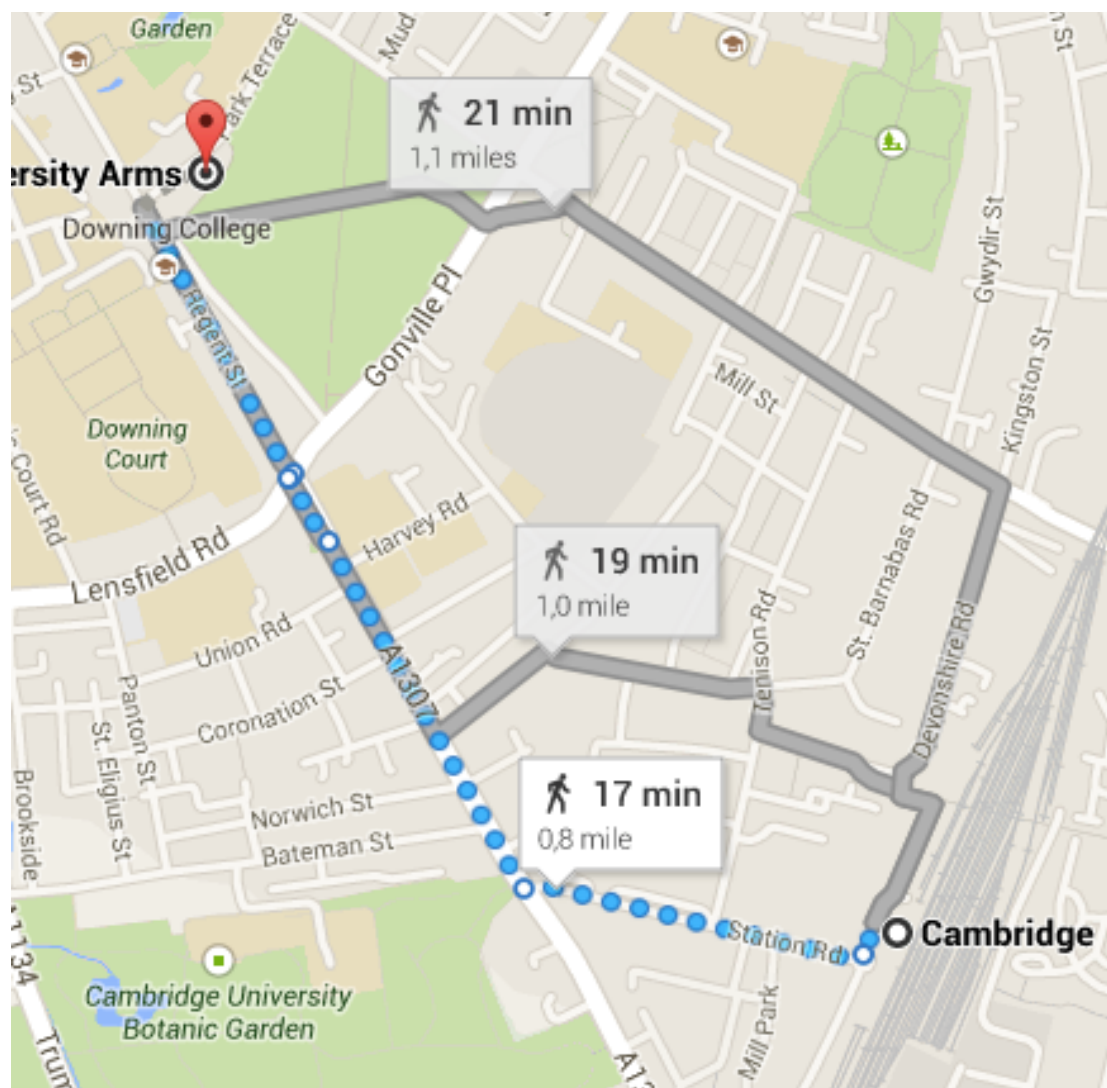 Garden
Mud
Park Terrace
St
21 min
1,1 miles
ersity Arms
Downing College
Regent St
Gonville Pl
Gwydir St
Kingston St
Mill St
Downing
Court
Court Rd
Lensfield Rd
Harvey Rd
19 min
1,0 mile
St. Barnabas Rd
Tenison Rd
Devonshire Rd
Union Rd
A1307
Coronation St
Panton St
St. Eligius St
Brookside
Norwich St
Bateman St
17 min
0,8 mile
Station Rd
Cambridge
A1134
Cambridge University
Botanic Garden
Mill Park
Trum
A13